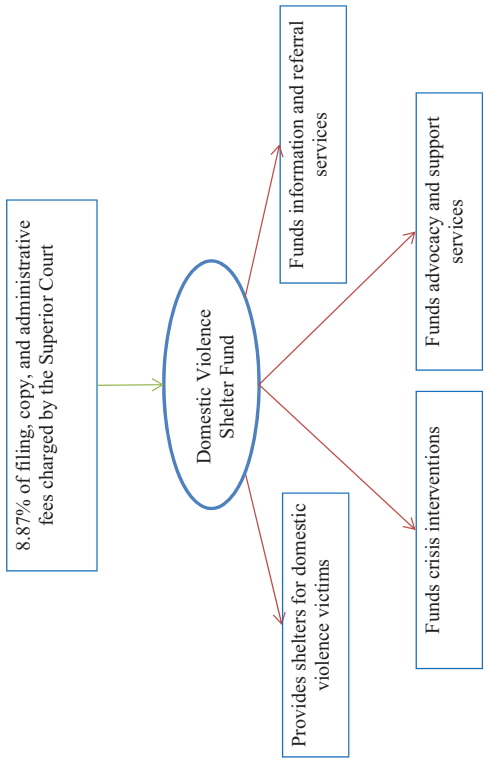 8.87% of filing, copy, and administrative
fees charged by the Superior Court
Domestic Violence
Shelter Fund
Provides shelters for domestic
violence victims
Funds information and referral
services
Funds crisis interventions
Funds advocacy and support
services